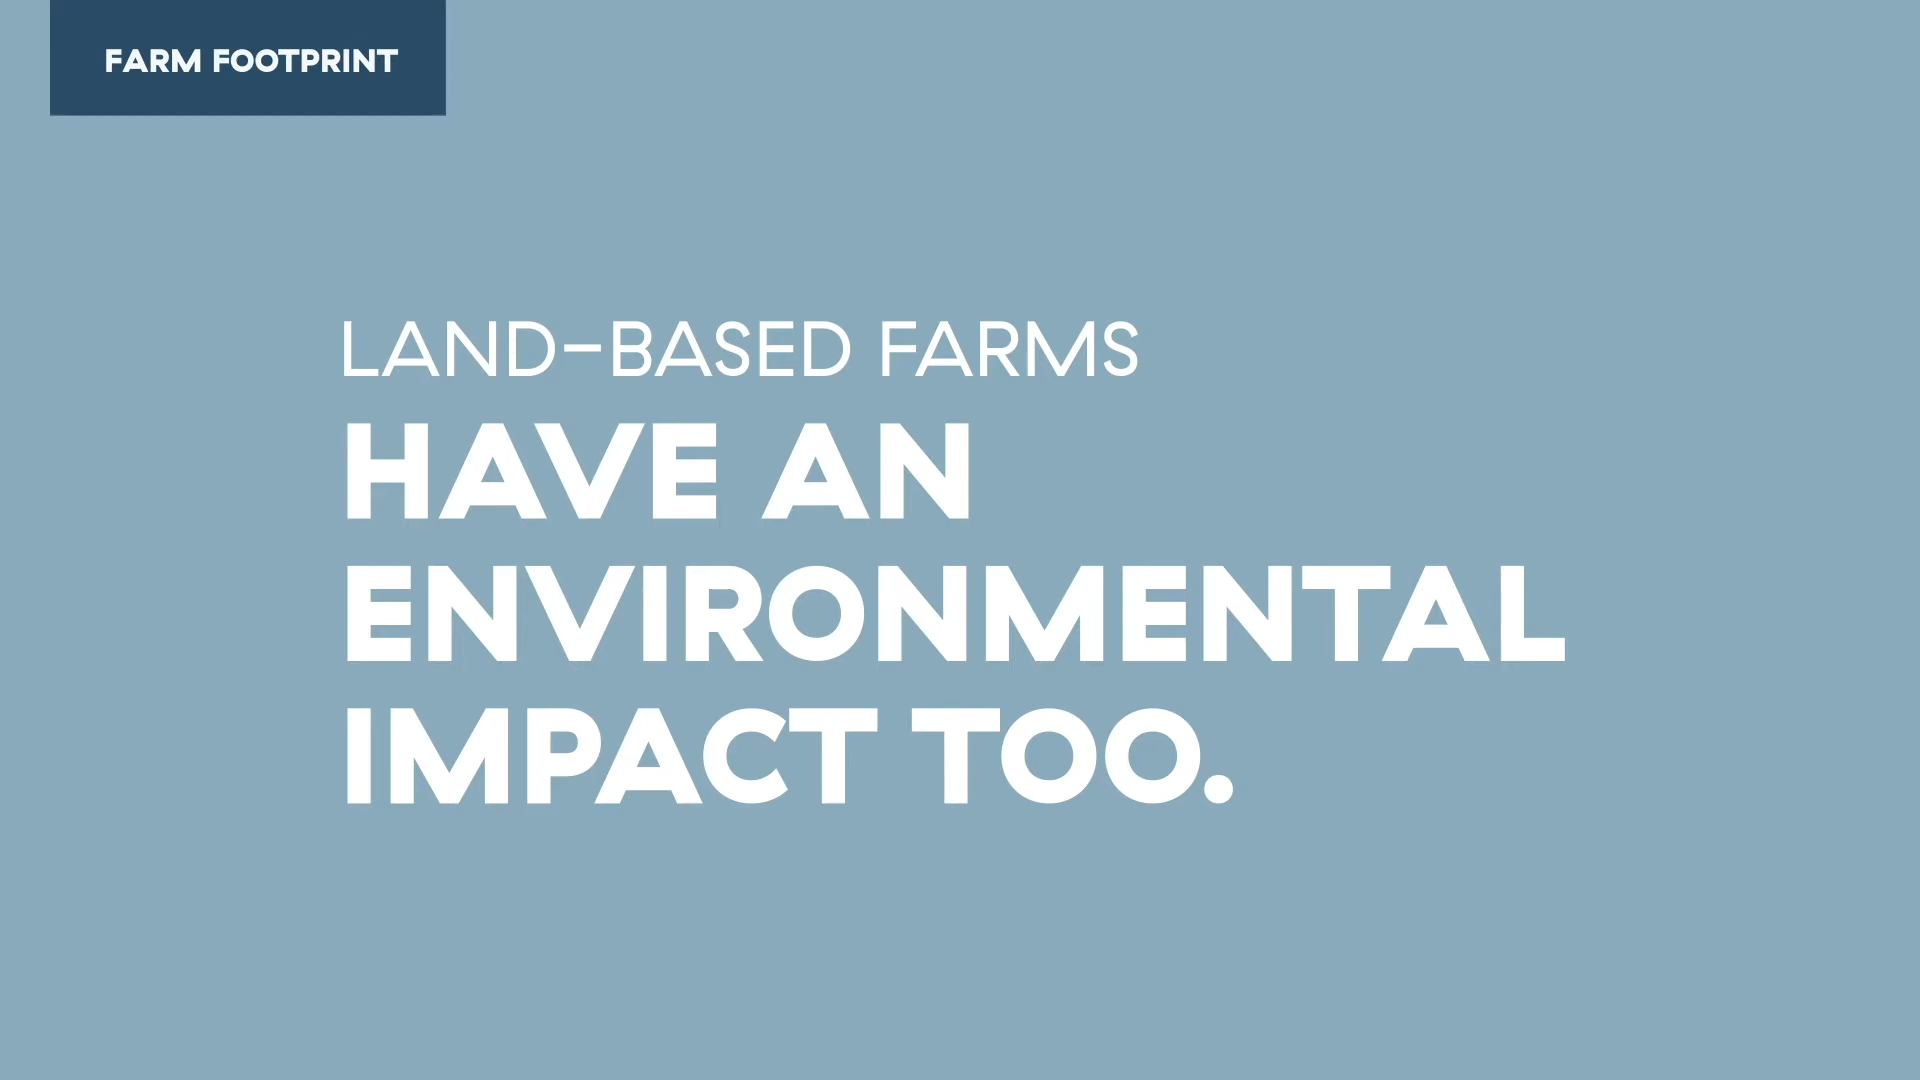 FARM FOOTPRINT
LAND-BASED FARMS
HAVE AN
ENVIRONMENTAL
IMPACT TOO.